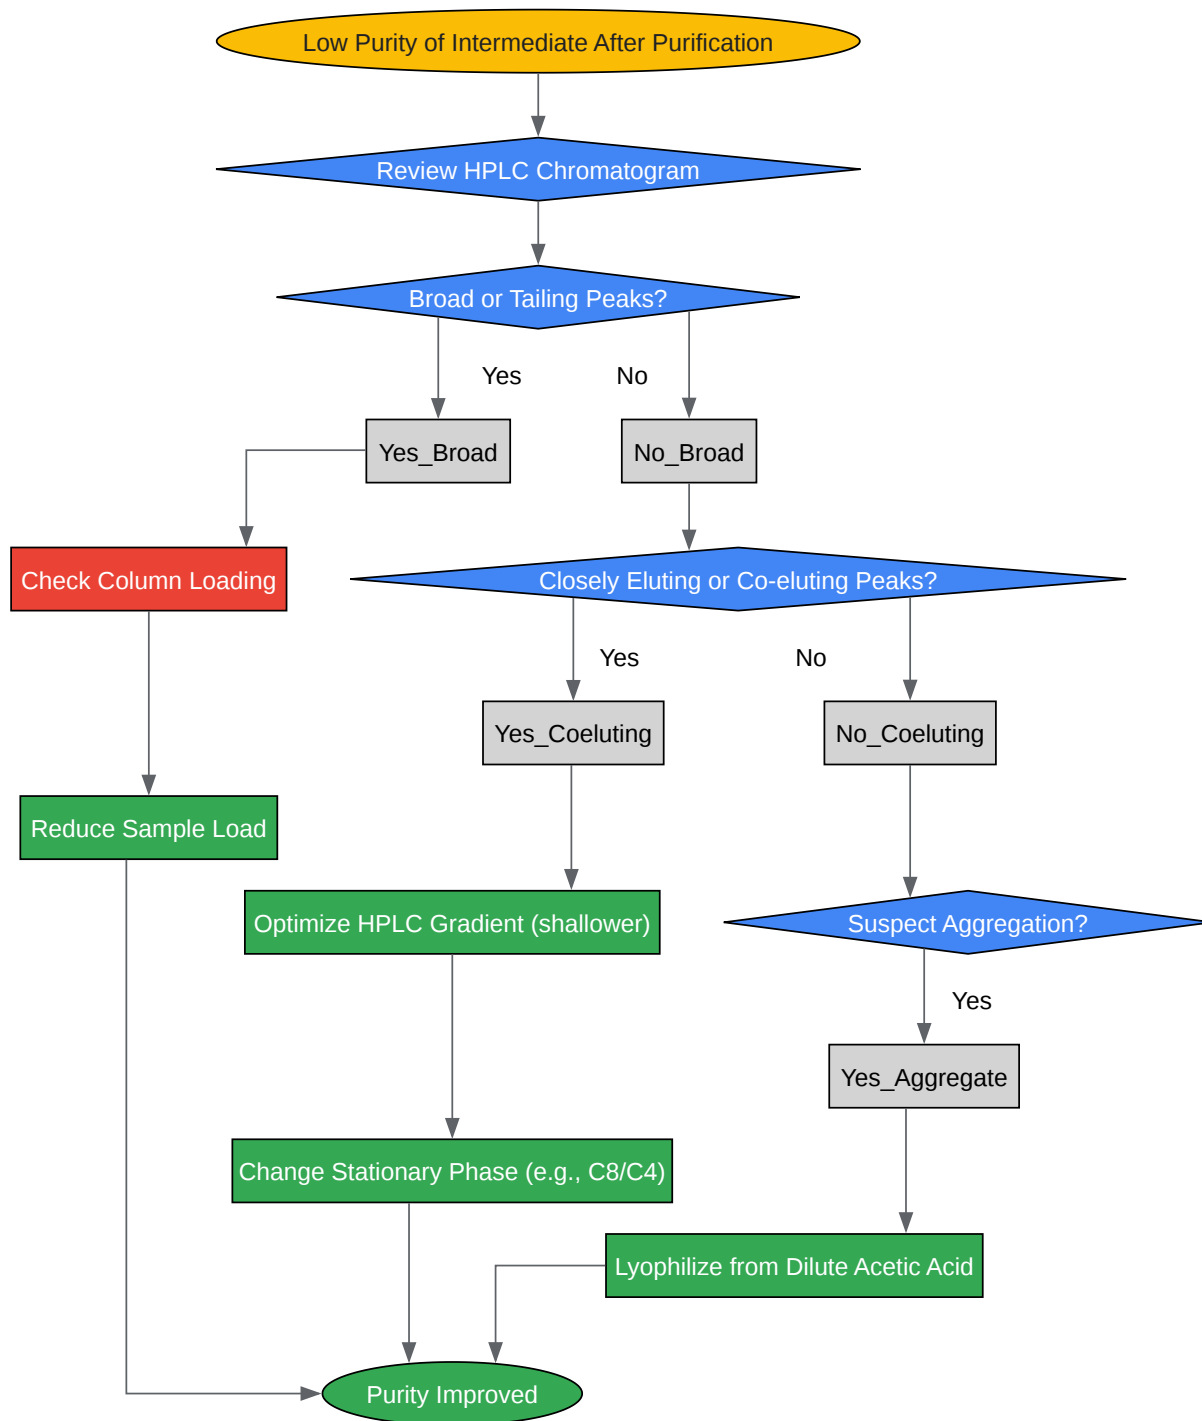 Low Purity of Intermediate After Purification
Review HPLC Chromatogram
Broad or Tailing Peaks?
Yes
No
Yes_Broad
No_Broad
Check Column Loading
Closely Eluting or Co-eluting Peaks?
Yes
No
Yes_Coeluting
No_Coeluting
Reduce Sample Load
Optimize HPLC Gradient (shallower)
Suspect Aggregation?
Yes
Yes_Aggregate
Change Stationary Phase (e.g., C8/C4)
Lyophilize from Dilute Acetic Acid
Purity Improved